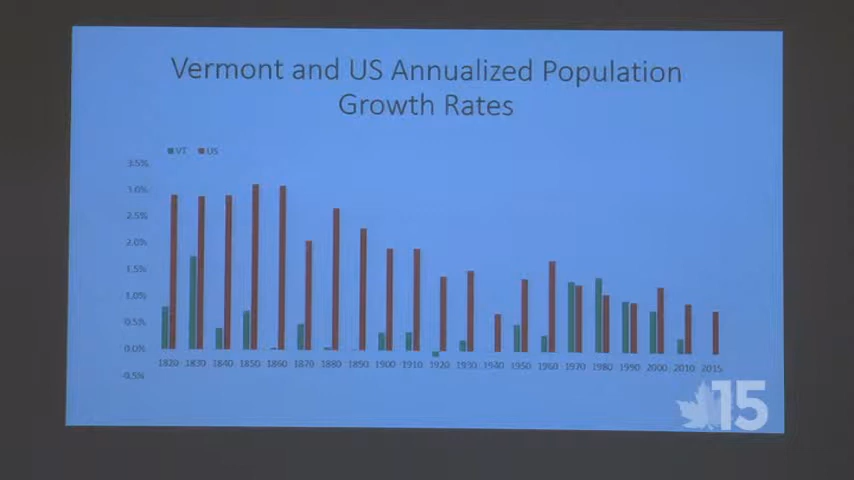 Vermont and US Annualized Population
Growth Rates
VT US
3.5%
3.0%
2.5%
2.0%
1.5%
1.0%
0.5%
0.0%
-0.5%
1820 1830 1840 1850 1860 1870 1880 1890 1900 1910 1920 1930 1940 1950 1960 1970 1980 1990 2000 2010 2015
15